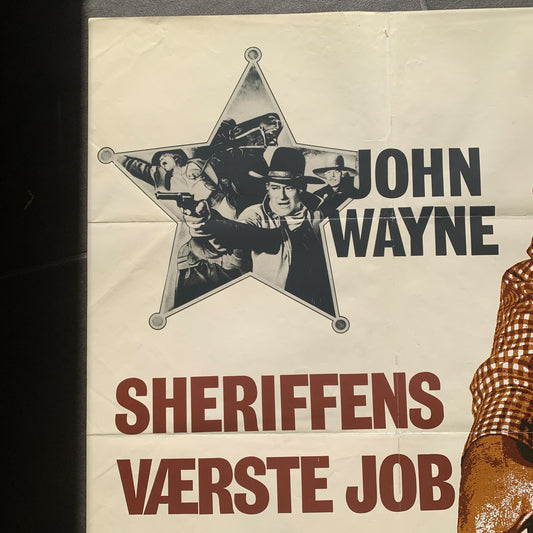 JOHN
WAYNE
SHERIFFENS
VÆRSTE JOB